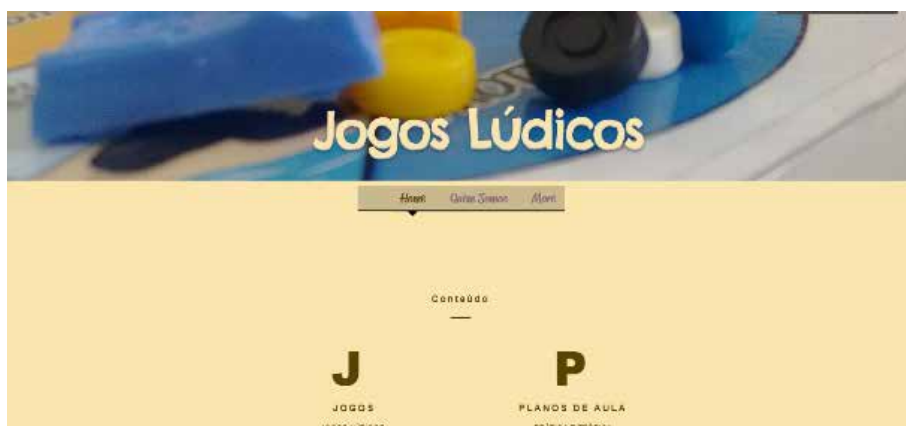 Jogos Lúdicos
Home Quem Somos More
Conteúdo
J P
JOGOS PLANOS DE AULA